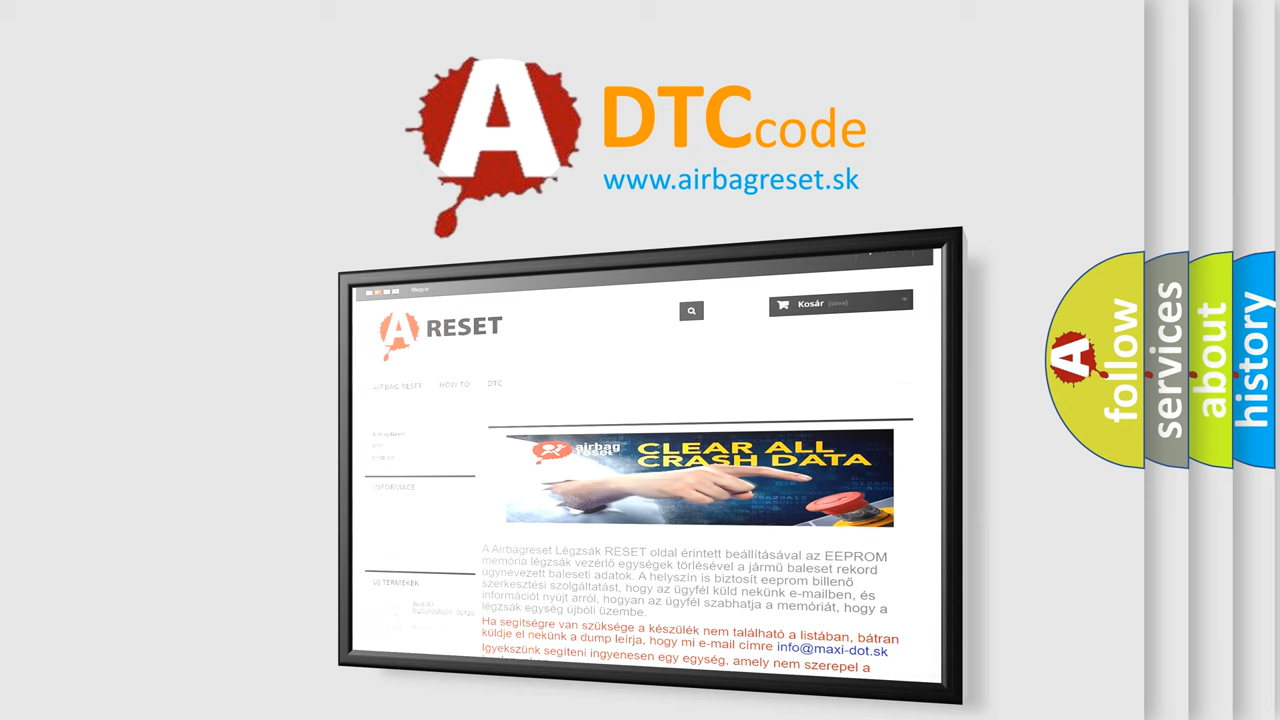 A DTC code
www.airbagreset.sk
Magyar
A RESET
Kosár (üres)
AIRBAG RESET HOW TO DTC
INFORMACE
ÚJ TERMÉKEK
airbag
reset
CLEAR ALL
CRASH DATA
A Airbagreset Légzsák RESET oldal érintett beállításával az EEPROM
memória légzsák vezérlő egységek törlésével a jármű baleset rekord
úgynevezett baleseti adatok. A helyszín is biztosít eeprom billenő
szerkesztési szolgáltatást, hogy az ügyfél küld nekünk e-mailben, és
információt nyújt arról, hogyan az ügyfél szabhatja a memóriát, hogy a
légzsák egység újbóli üzembe.
Ha segítségre van szüksége a készülék nem található a listában, bátran
küldje el nekünk a dump leírja, hogy mi e-mail címre info@maxi-dot.sk
Igyekszünk segíteni ingyenesen egy egység, amely nem szerepel a
A follow
services
about
history